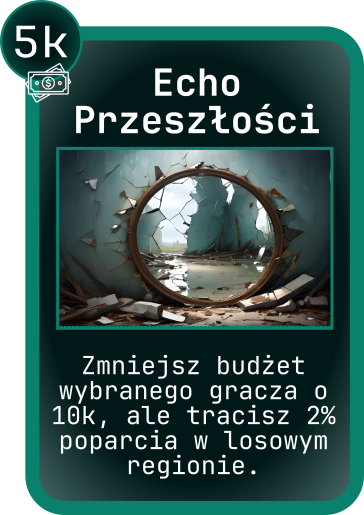 5k
Echo
Przeszłości
Zmniejsz budżet
wybranego gracza o
10k, ale tracisz 2%
poparcia w losowym
regionie.